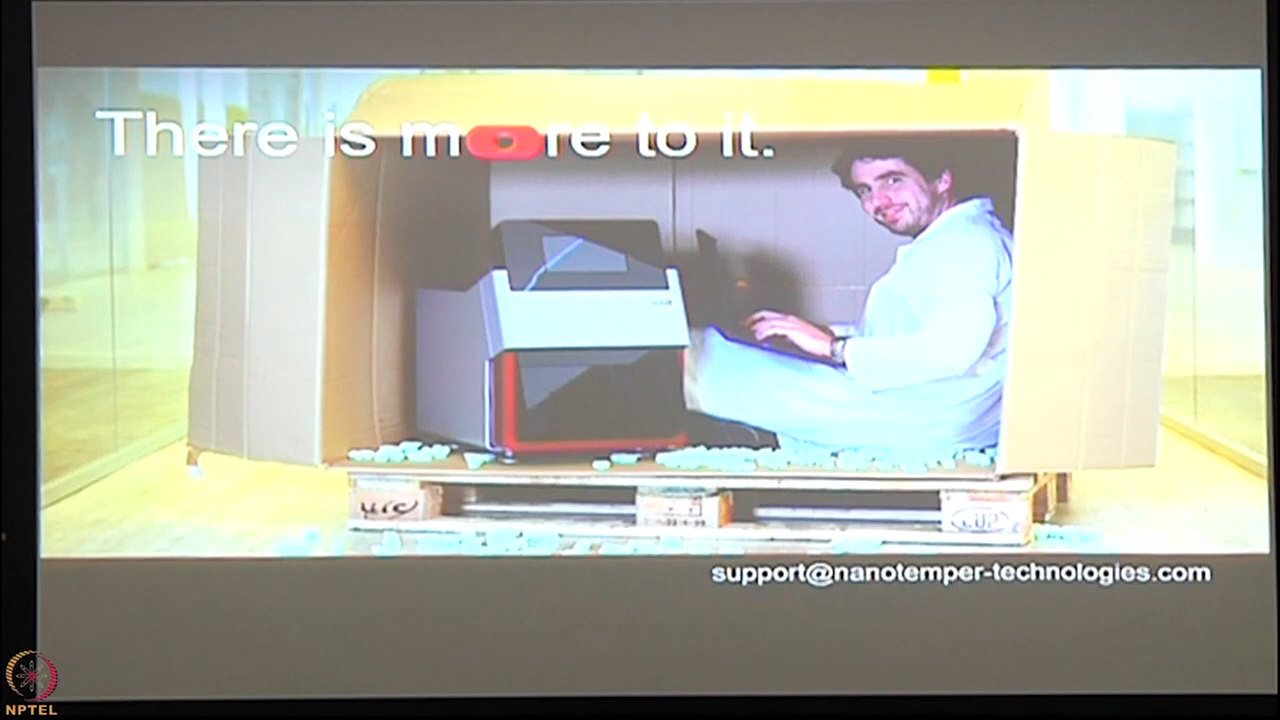 There is more to it.
support@nanotemper-technologies.com
NPTEL